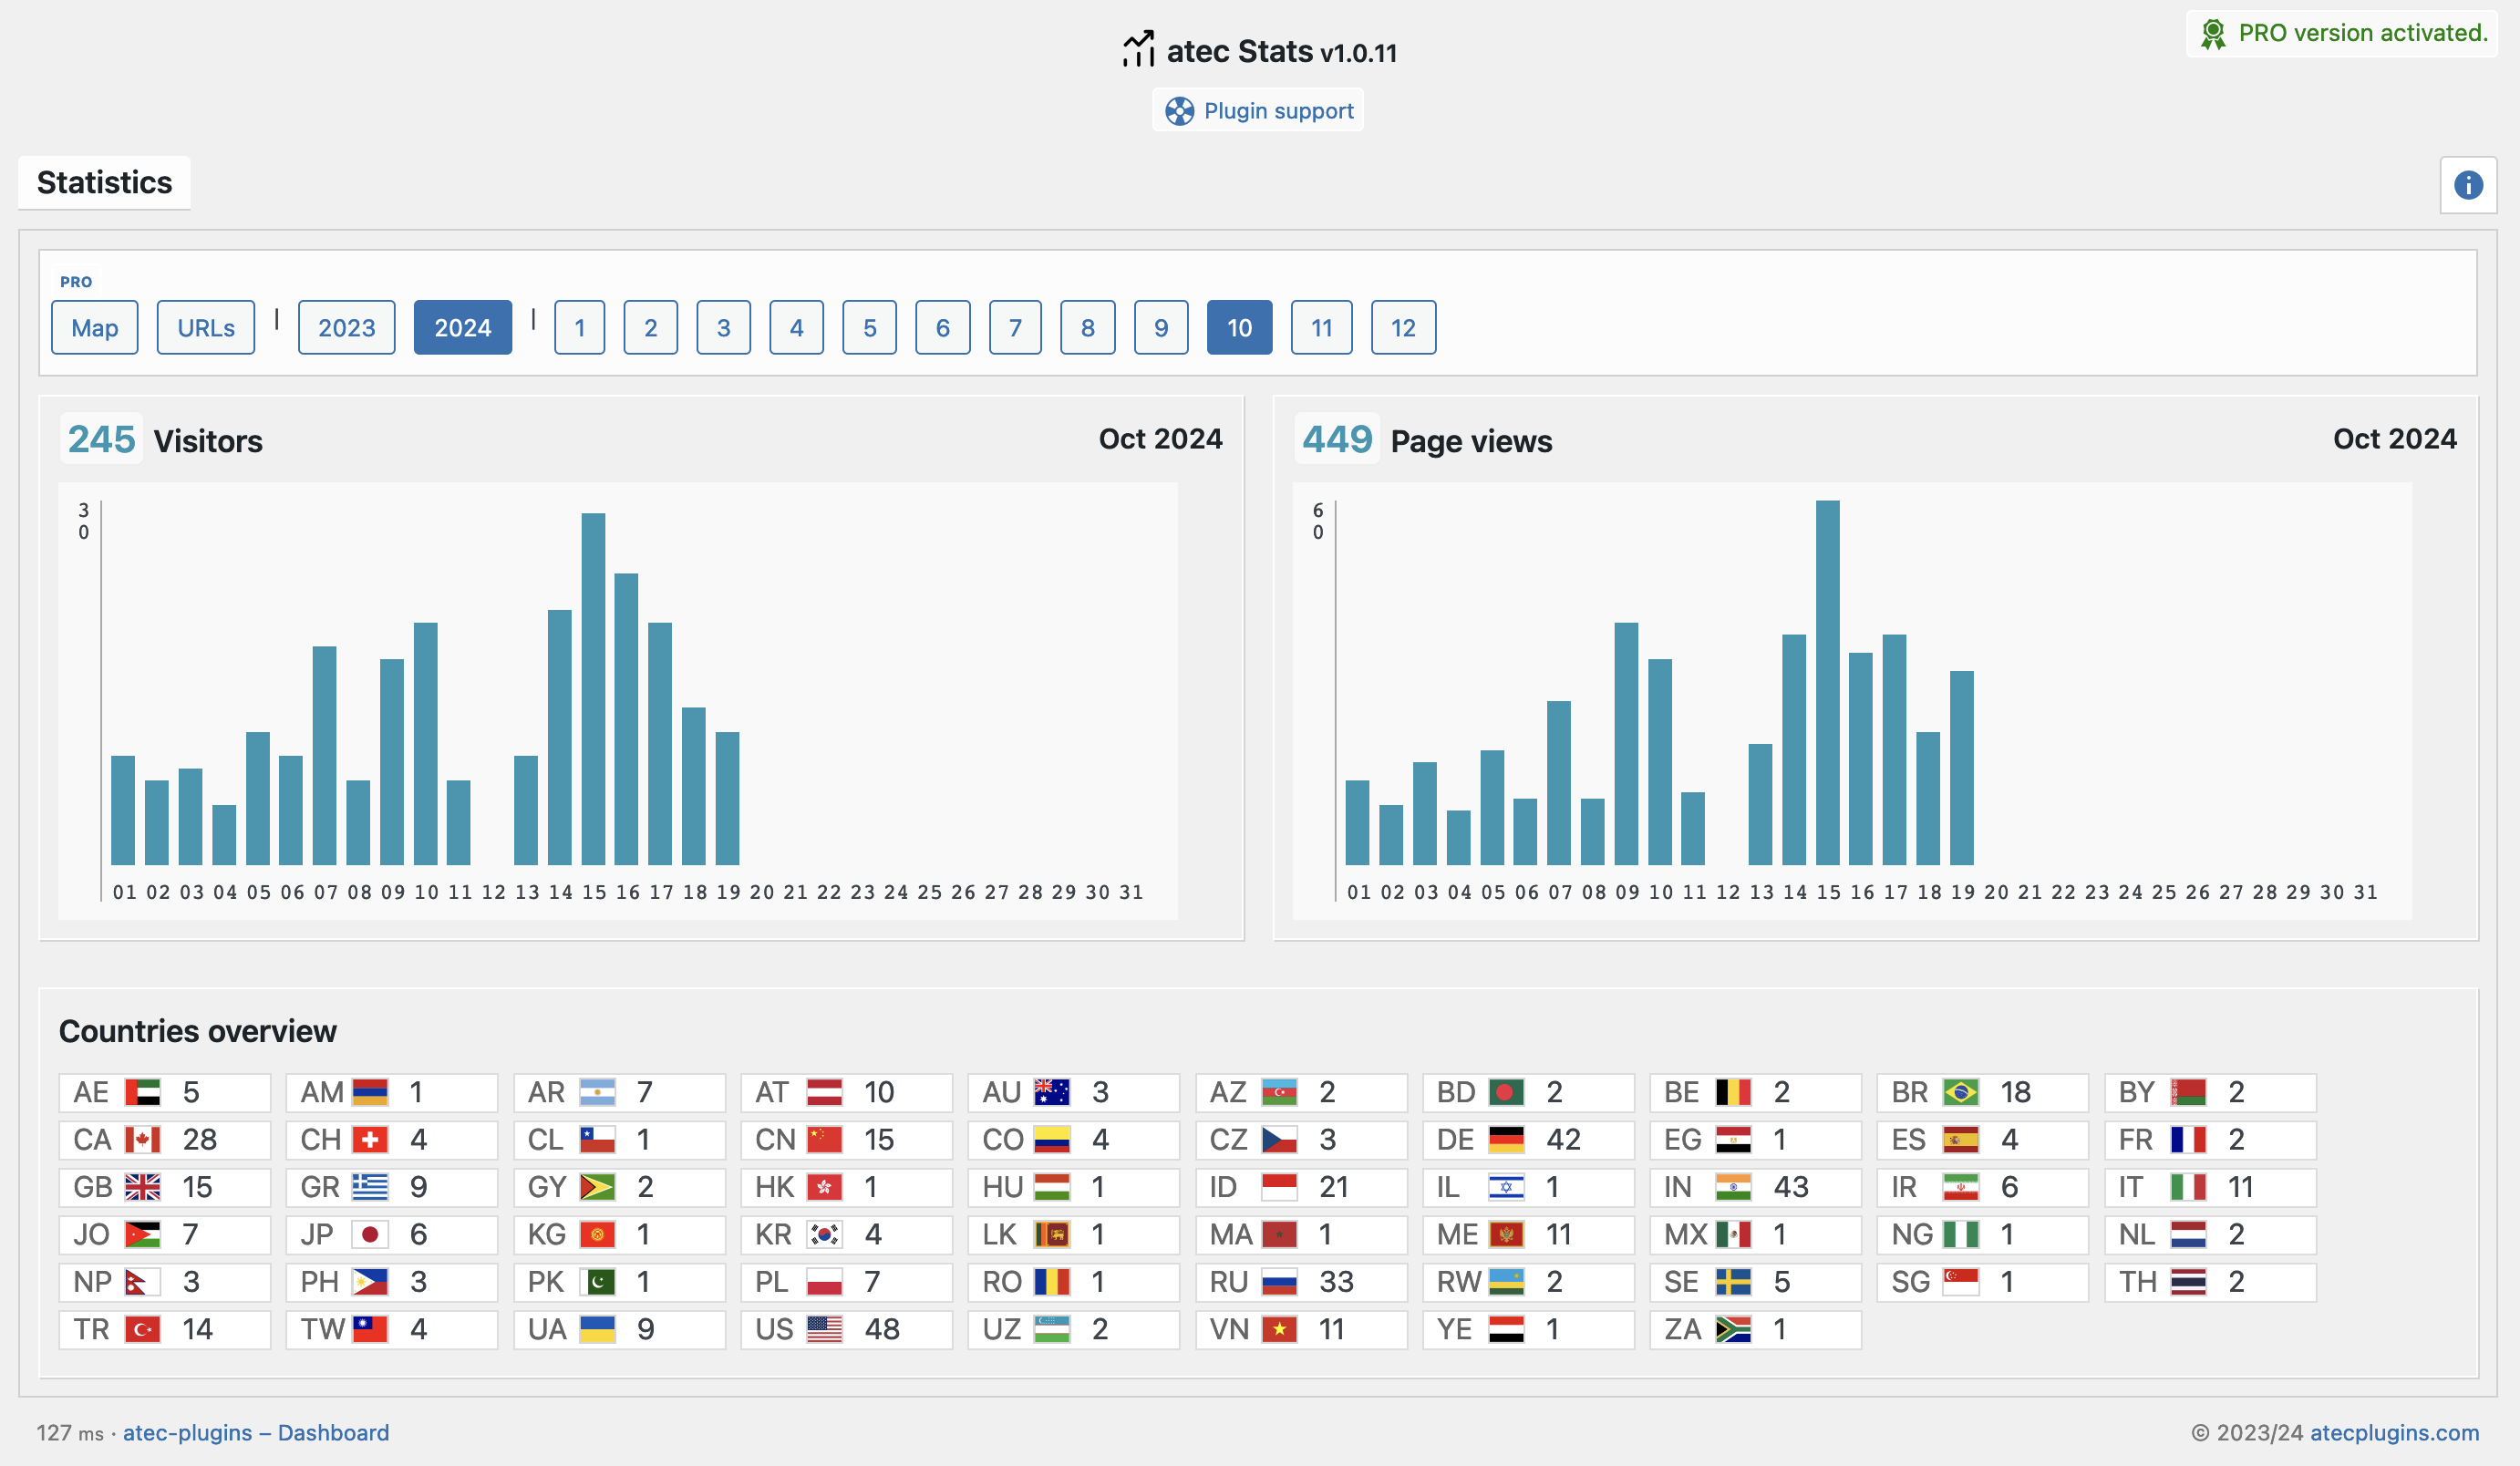 atec Stats v1.0.11
PRO version activated.
Plugin support
Statistics
PRO
Map URLs | 2023 2024 | 1 2 3 4 5 6 7 8 9 10 11 12
245 Visitors Oct 2024
3
0
01 02 03 04 05 06 07 08 09 10 11 12 13 14 15 16 17 18 19 20 21 22 23 24 25 26 27 28 29 30 31
449 Page views Oct 2024
6
0
01 02 03 04 05 06 07 08 09 10 11 12 13 14 15 16 17 18 19 20 21 22 23 24 25 26 27 28 29 30 31
Countries overview
AE 5 AM 1 AR 7 AT 10 AU 3 AZ 2 BD 2 BE 2 BR 18 BY 2
CA 28 CH 4 CL 1 CN 15 CO 4 CZ 3 DE 42 EG 1 ES 4 FR 2
GB 15 GR 9 GY 2 HK 1 HU 1 ID 21 IL 1 IN 43 IR 6 IT 11
JO 7 JP 6 KG 1 KR 4 LK 1 MA 1 ME 11 MX 1 NG 1 NL 2
NP 3 PH 3 PK 1 PL 7 RO 1 RU 33 RW 2 SE 5 SG 1 TH 2
TR 14 TW 4 UA 9 US 48 UZ 2 VN 11 YE 1 ZA 1
127 ms · atec-plugins – Dashboard
© 2023/24 atecplugins.com